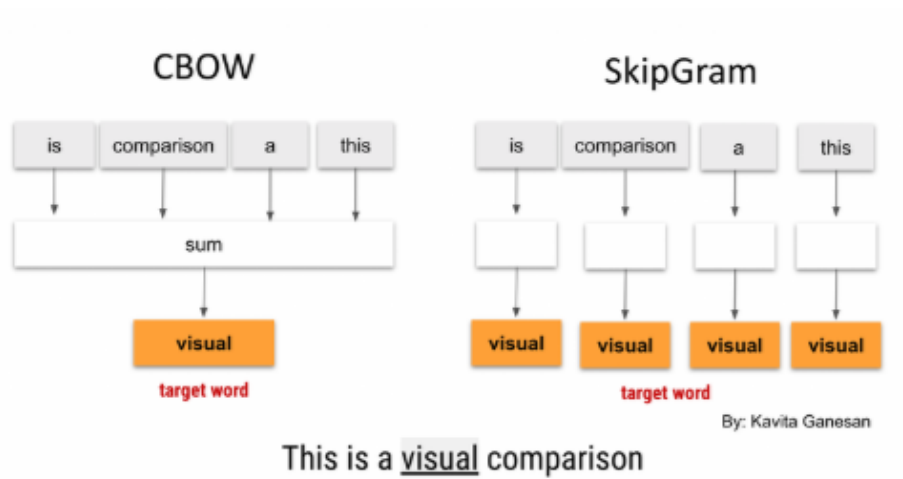 CBOW
is comparison a this
sum
visual
target word
SkipGram
is comparison a this
visual visual visual visual
target word
By: Kavita Ganesan
This is a visual comparison